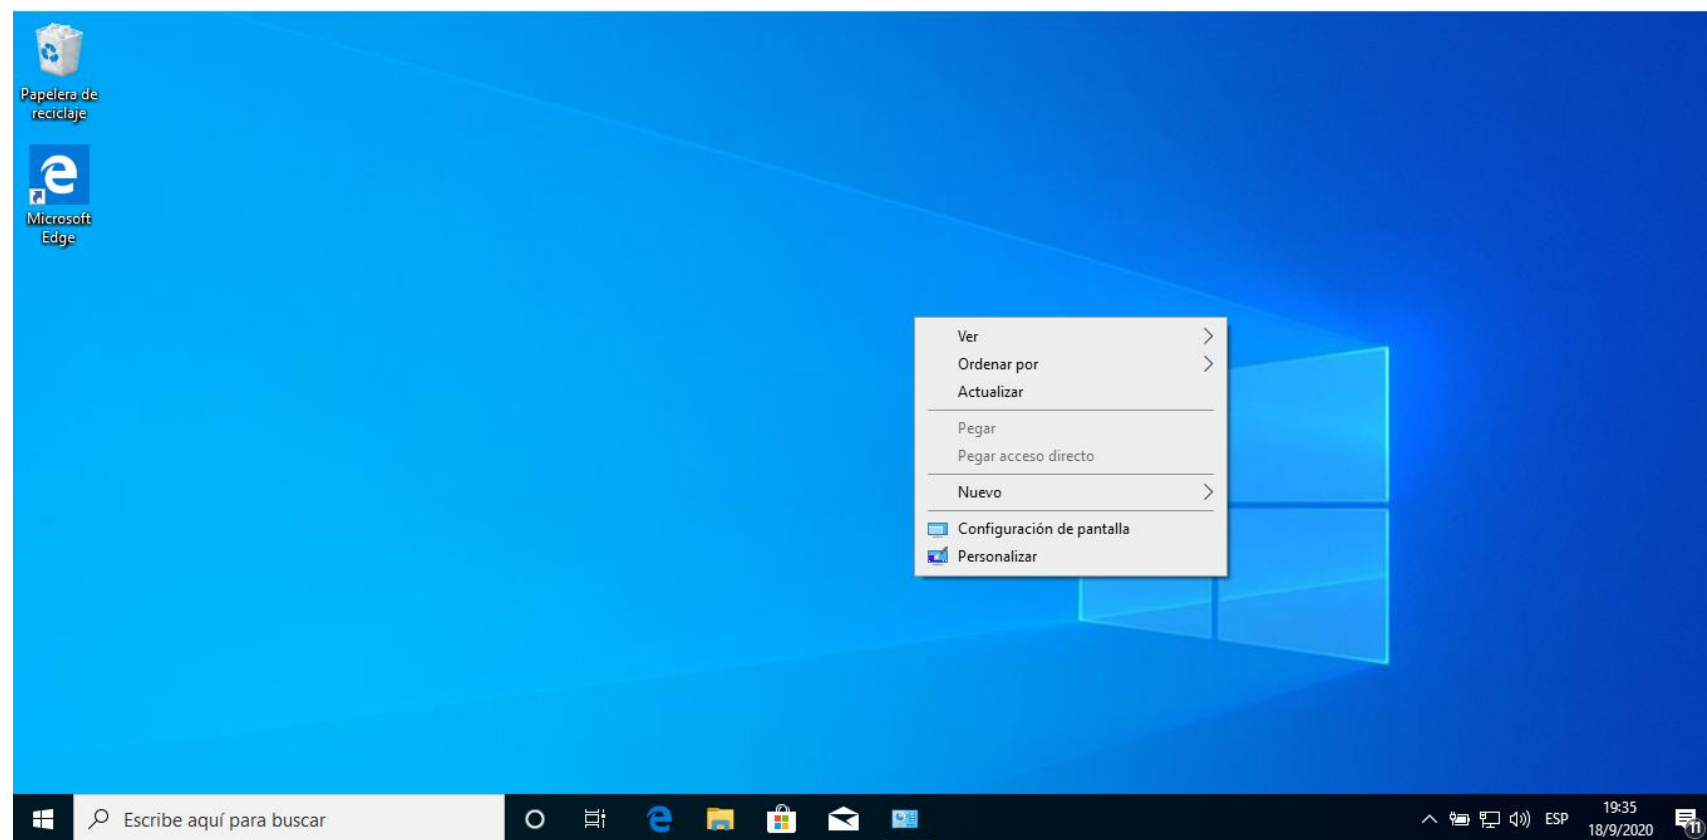 Papelera de
reciclaje
Microsoft
Edge
Ver
Ordenar por
Actualizar
Pegar
Pegar acceso directo
Nuevo
Configuración de pantalla
Personalizar
Escribe aquí para buscar
ESP
19:35
18/9/2020
11